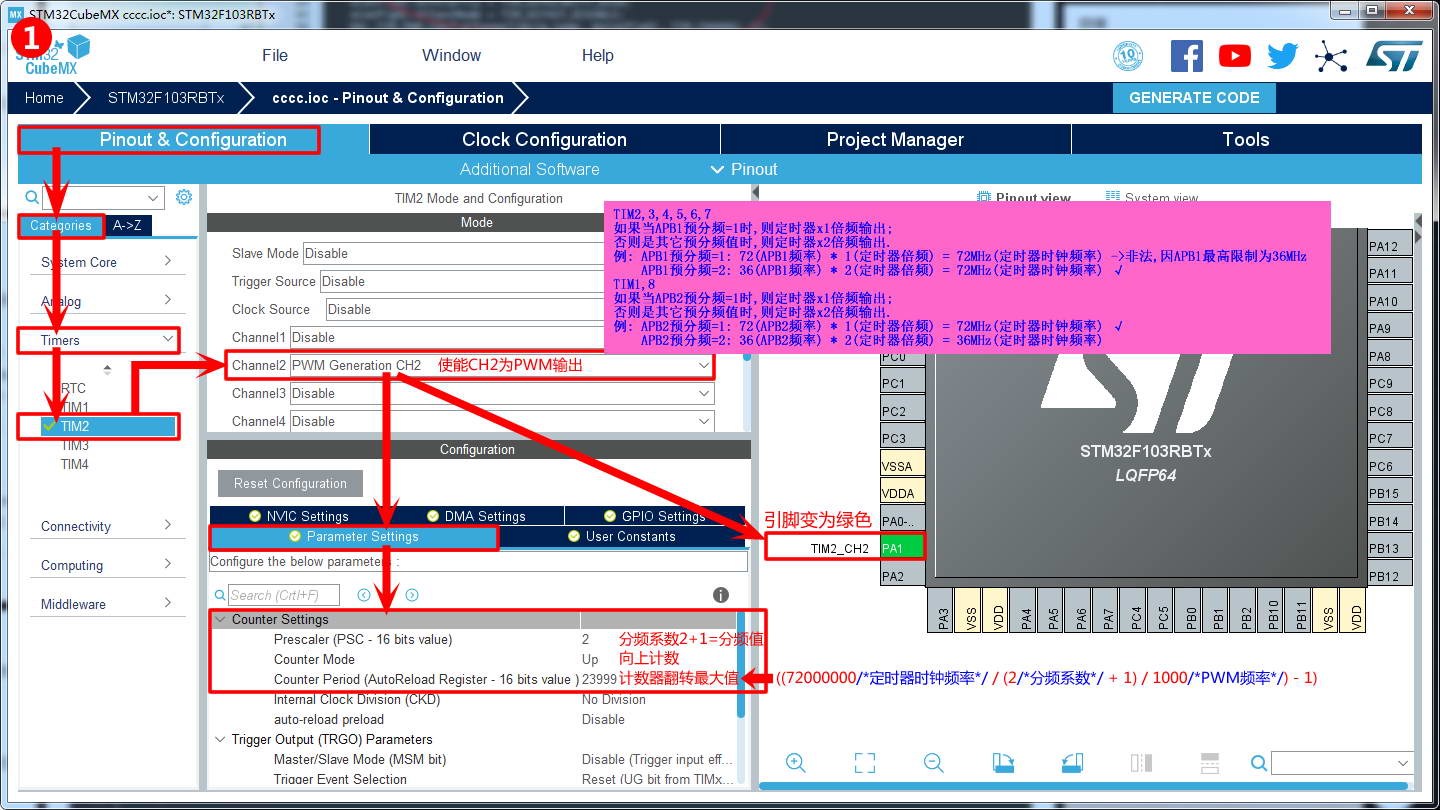 MX STM32CubeMX cccc.ioc*: STM32F103RBTx
1
STM32
CubeMX
File
Window
Help
10
Home
STM32F103RBTx
cccc.ioc - Pinout & Configuration
GENERATE CODE
Pinout & Configuration
Clock Configuration
Project Manager
Tools
Additional Software
Pinout
Categories
A->Z
System Core
Analog
Timers
RTC
TIM1
TIM2
TIM3
TIM4
Connectivity
Computing
Middleware
TIM2 Mode and Configuration
Mode
Slave Mode Disable
Trigger Source Disable
Clock Source Disable
Channel1 Disable
Channel2 PWM Generation CH2 使能CH2为PWM输出
Channel3 Disable
Channel4 Disable
Configuration
Reset Configuration
NVIC Settings
DMA Settings
GPIO Settings
Parameter Settings
User Constants
Configure the below parameters :
Search (Crtl+F)
Counter Settings
Prescaler (PSC - 16 bits value) 2 分频系数2+1=分频值
Counter Mode Up 向上计数
Counter Period (AutoReload Register - 16 bits value ) 23999 计数器翻转最大值 ((72000000/*定时器时钟频率*/ / (2/*分频系数*/ + 1) / 1000/*PWM频率*/) - 1)
Internal Clock Division (CKD) No Division
auto-reload preload Disable
Trigger Output (TRGO) Parameters
Master/Slave Mode (MSM bit) Disable (Trigger input eff...
Trigger Event Selection Reset (UG bit from TIMx...
Pinout view
System view
TIM2,3,4,5,6,7
如果当APB1预分频=1时,则定时器x1倍频输出;
否则是其它预分频值时,则定时器x2倍频输出.
例: APB1预分频=1: 72(APB1频率) * 1(定时器倍频) = 72MHz(定时器时钟频率) ->非法,因APB1最高限制为36MHz
APB1预分频=2: 36(APB1频率) * 2(定时器倍频) = 72MHz(定时器时钟频率) √
TIM1,8
如果当APB2预分频=1时,则定时器x1倍频输出;
否则是其它预分频值时,则定时器x2倍频输出.
例: APB2预分频=1: 72(APB2频率) * 1(定时器倍频) = 72MHz(定时器时钟频率) √
APB2预分频=2: 36(APB2频率) * 2(定时器倍频) = 36MHz(定时器时钟频率)
PC0
PC1
PC2
PC3
VSSA
VDDA
PA0-..
引脚变为绿色
TIM2_CH2 PA1
PA2
STM32F103RBTx
LQFP64
PA12
PA11
PA10
PA9
PA8
PC9
PC8
PC7
PC6
PB15
PB14
PB13
PB12
PA3
VSS
VDD
PA4
PA5
PA6
PA7
PC4
PC5
PB0
PB1
PB2
PB10
PB11
VSS
VDD